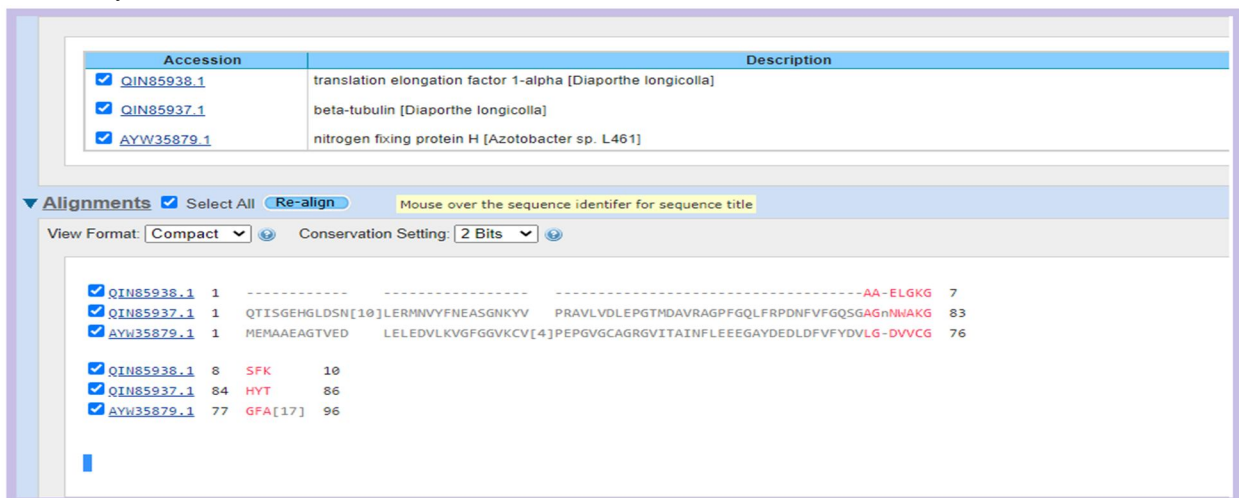 Accession Description
QIN85938.1 translation elongation factor 1-alpha [Diaporthe longicolla]
QIN85937.1 beta-tubulin [Diaporthe longicolla]
AYW35879.1 nitrogen fixing protein H [Azotobacter sp. L461]
Alignments Select All Re-align Mouse over the sequence identifer for sequence title
View Format: Compact Conservation Setting: 2 Bits
QIN85938.1 1 ------------ ----------------- ----------------------------------AA-ELGKG 7
QIN85937.1 1 QTISGEHGLDSN[10]LERMNVYFNEASGNKYV PRAVLVDLEPGTMDAVRAGPFGQLFRPDNFVFGQSGAGnNWAKG 83
AYW35879.1 1 MEMAAEAGTVED LELEDVLKVGFGGVKCV[4]PEPGVGCAGRGVITAINFLEEEGAYDEDLDFVFYDVLG-DVVCG 76
QIN85938.1 8 SFK 10
QIN85937.1 84 HYT 86
AYW35879.1 77 GFA[17] 96